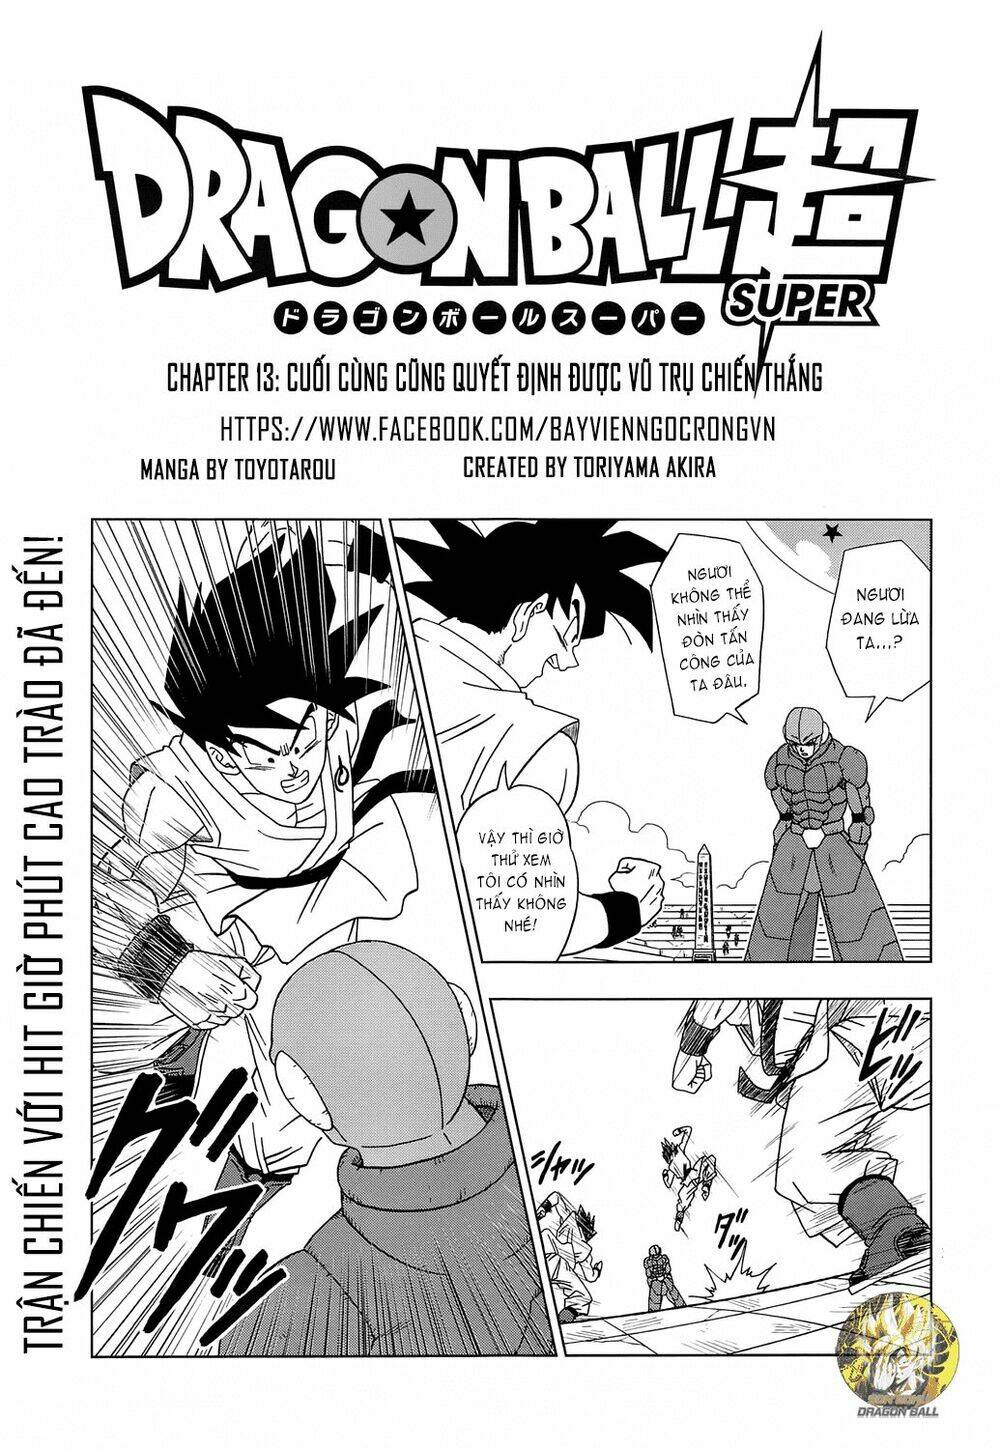 DRAGON BALL超
SUPER
ドラゴンボールスーパー
CHAPTER 13: CUỐI CÙNG CŨNG QUYẾT ĐỊNH ĐƯỢC VŨ TRỤ CHIẾN THẮNG
HTTPS://WWW.FACEBOOK.COM/BAYVIENNGOCRONGVN
MANGA BY TOYOTAROU
CREATED BY TORIYAMA AKIRA
TRẬN CHIẾN VỚI HIT GIỜ PHÚT CAO TRÀO ĐÃ ĐẾN!
NGƯƠI
ĐANG LỪA
TA...?
NGƯƠI
KHÔNG THỂ
NHÌN THẤY
ĐÒN TẤN
CÔNG CỦA
TA ĐÂU.
VẬY THÌ GIỜ
THỬ XEM
TÔI CÓ NHÌN
THẤY KHÔNG
NHÉ!
ビビッ
シャッ
ダッ
グワッ
DRAGON BALL